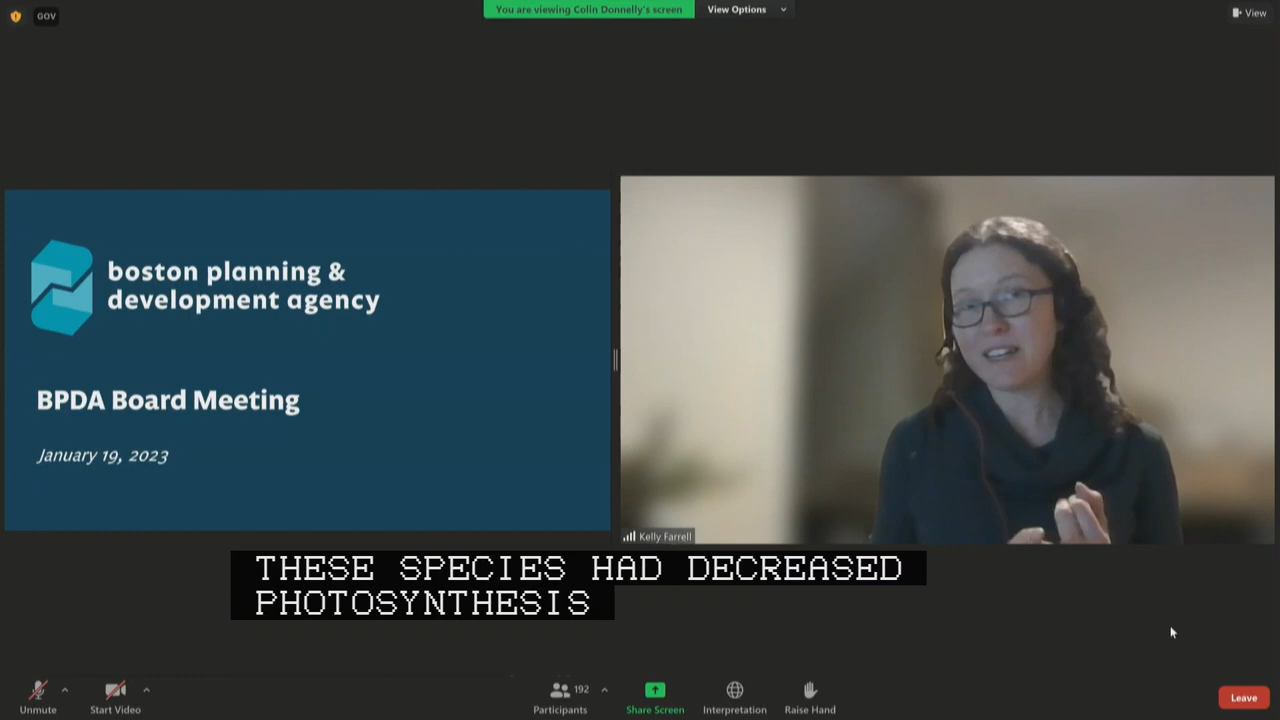 GOV
You are viewing Colin Donnelly's screen
View Options
View
boston planning &
development agency
BPDA Board Meeting
January 19, 2023
Kelly Farrell
THESE SPECIES HAD DECREASED
PHOTOSYNTHESIS
Unmute
Start Video
192
Participants
Share Screen
Interpretation
Raise Hand
Leave